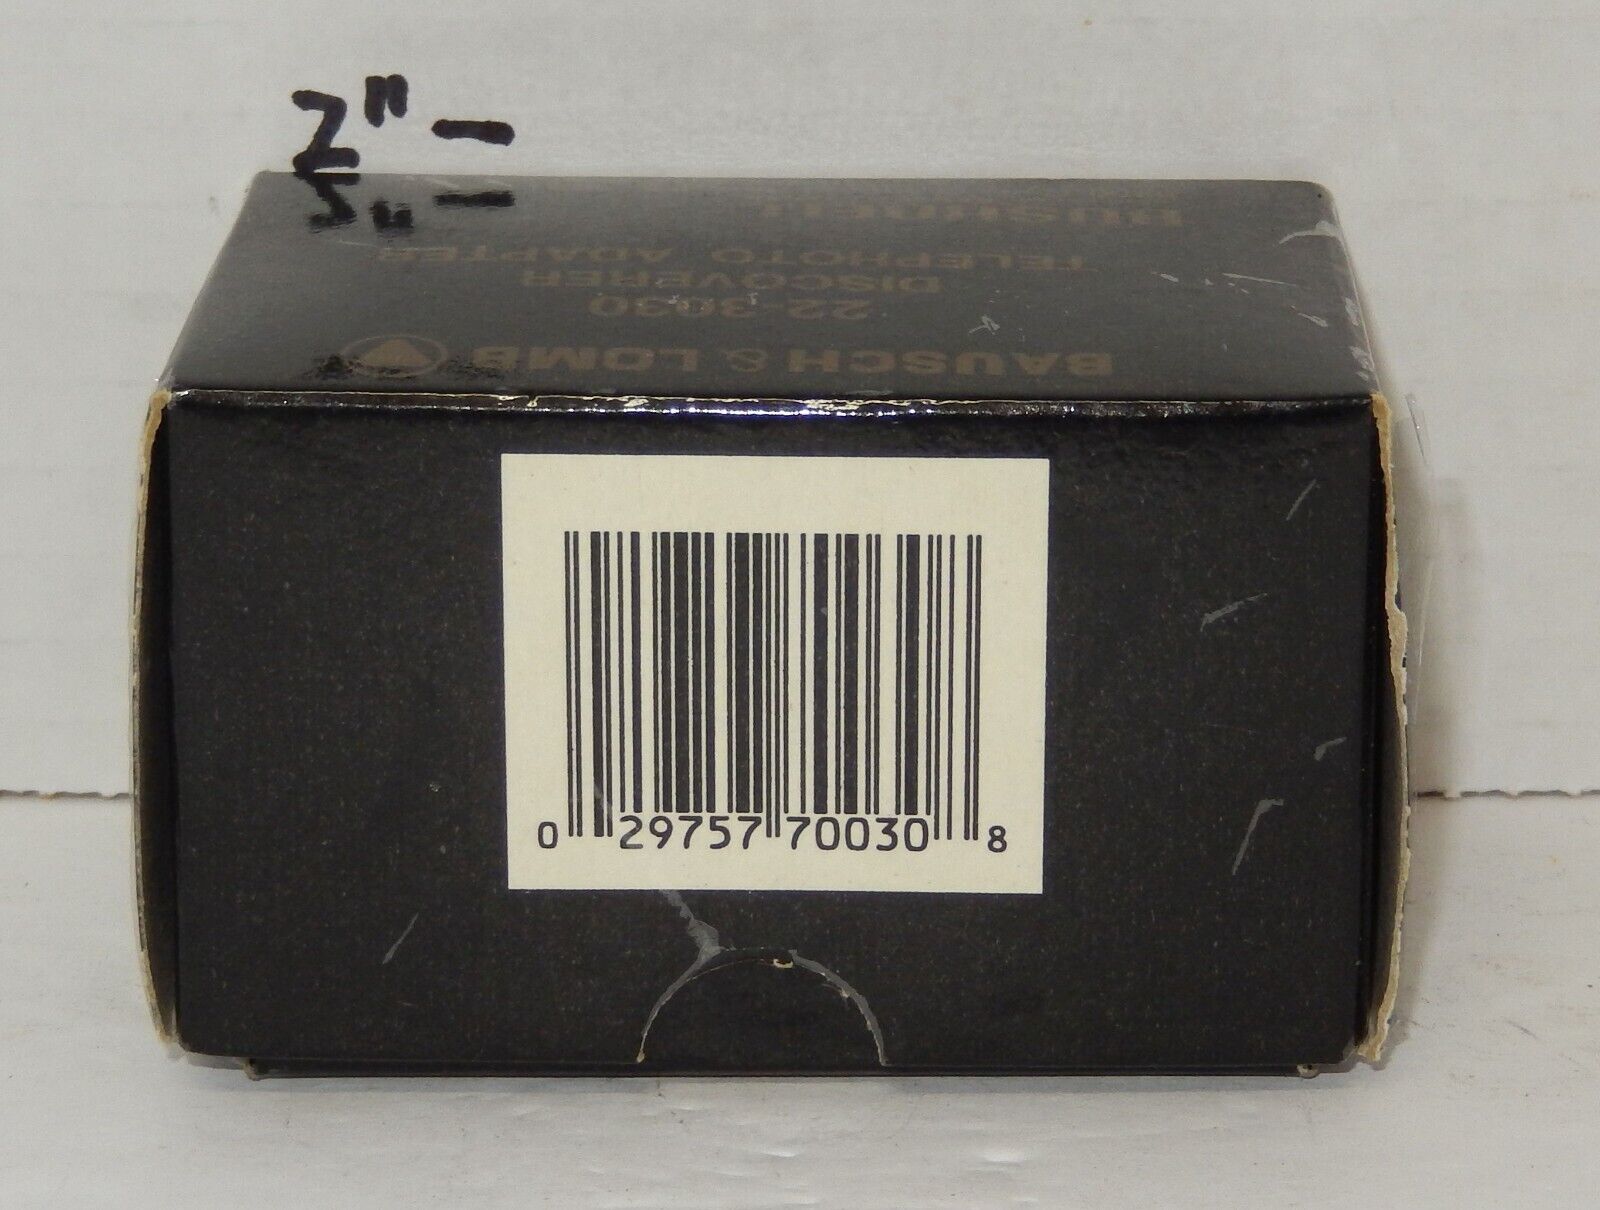 2" –
BAUSCH & LOMB
22-3030
DISCOVERER
TELEPHOTO ADAPTER
BUSHNELL
0 29757 70030 8